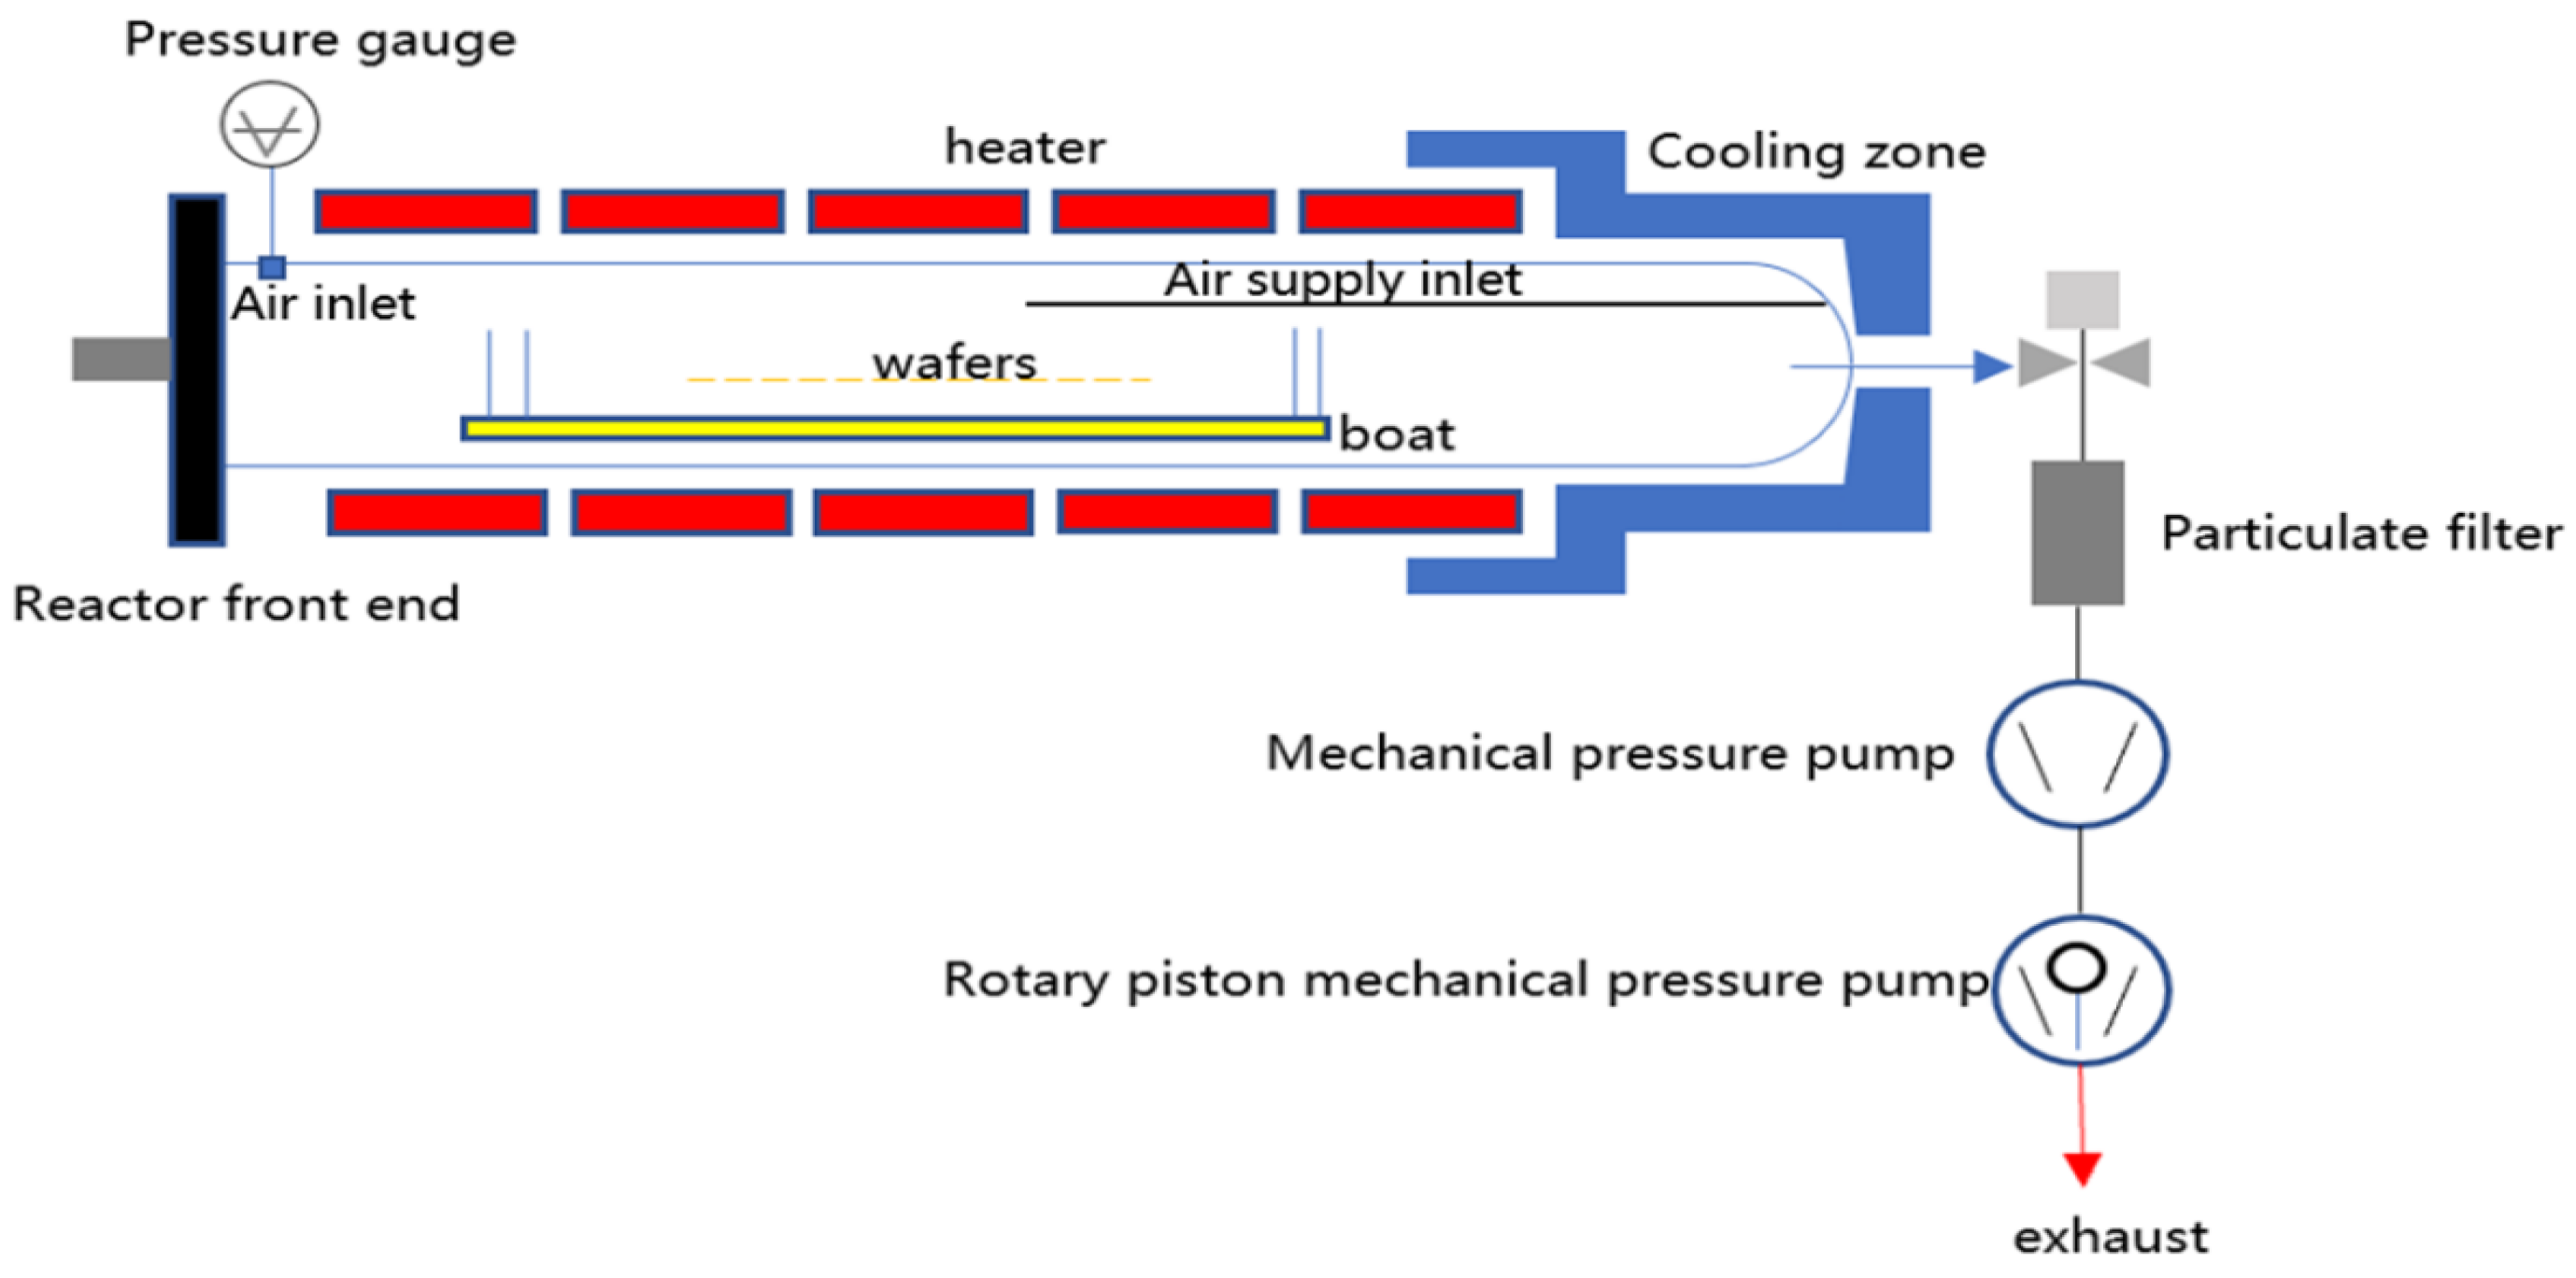 Pressure gauge
heater
Cooling zone
Air supply inlet
Air inlet
wafers
boat
Particulate filter
Reactor front end
Mechanical pressure pump
Rotary piston mechanical pressure pump
exhaust